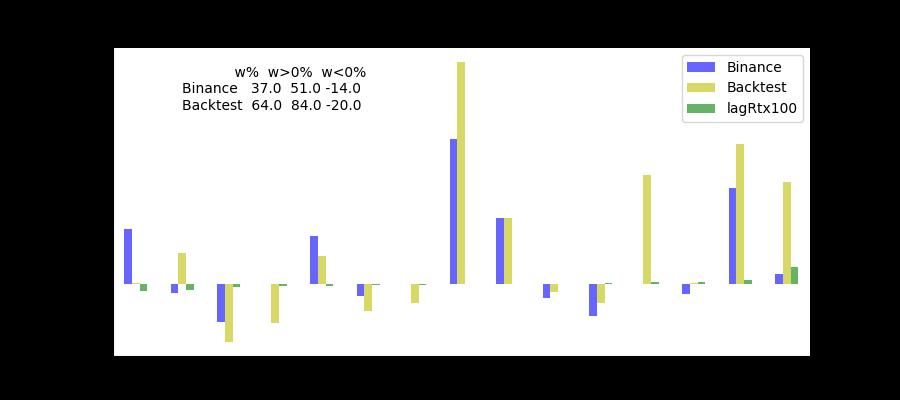 w% w>0% w<0%
Binance 37.0 51.0 -14.0
Backtest 64.0 84.0 -20.0
Binance
Backtest
lagRtx100